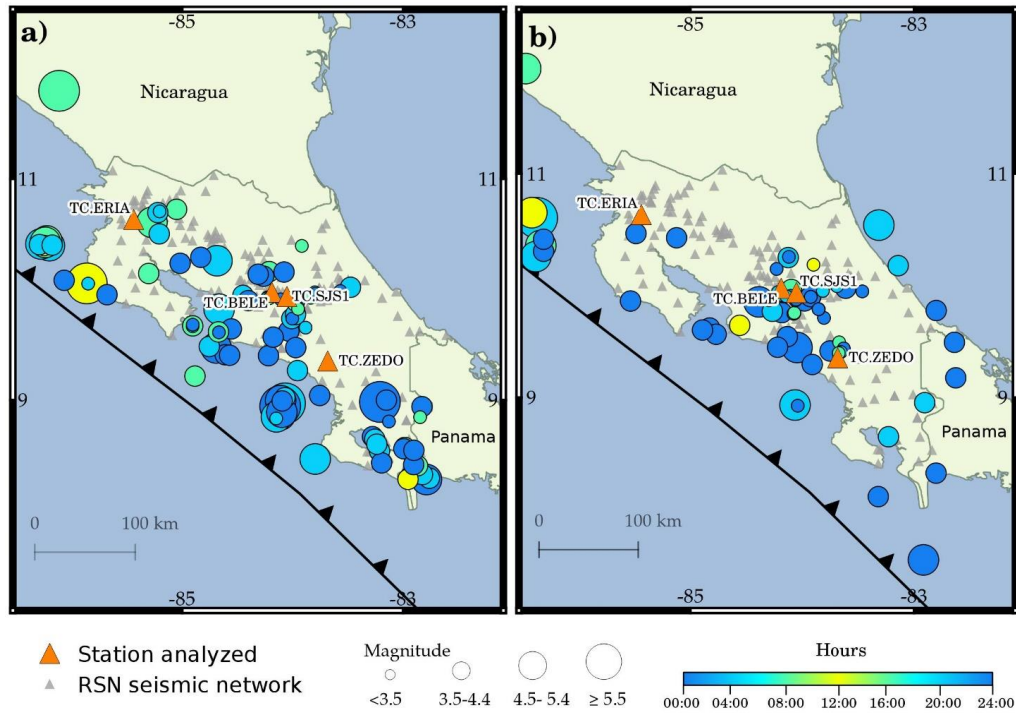 a)
-85
-83
Nicaragua
11
TC.ERIA
TC.BELE
TC.SJS1
TC.ZEDO
9
Panama
0
100 km
-85
-83
b)
-85
-83
Nicaragua
11
11
TC.ERIA
TC.BELE
TC.SJS1
TC.ZEDO
9
9
Panama
0
100 km
-85
-83
Station analyzed
RSN seismic network
Magnitude
<3.5
3.5-4.4
4.5- 5.4
≥ 5.5
Hours
00:00
04:00
08:00
12:00
16:00
20:00
24:00